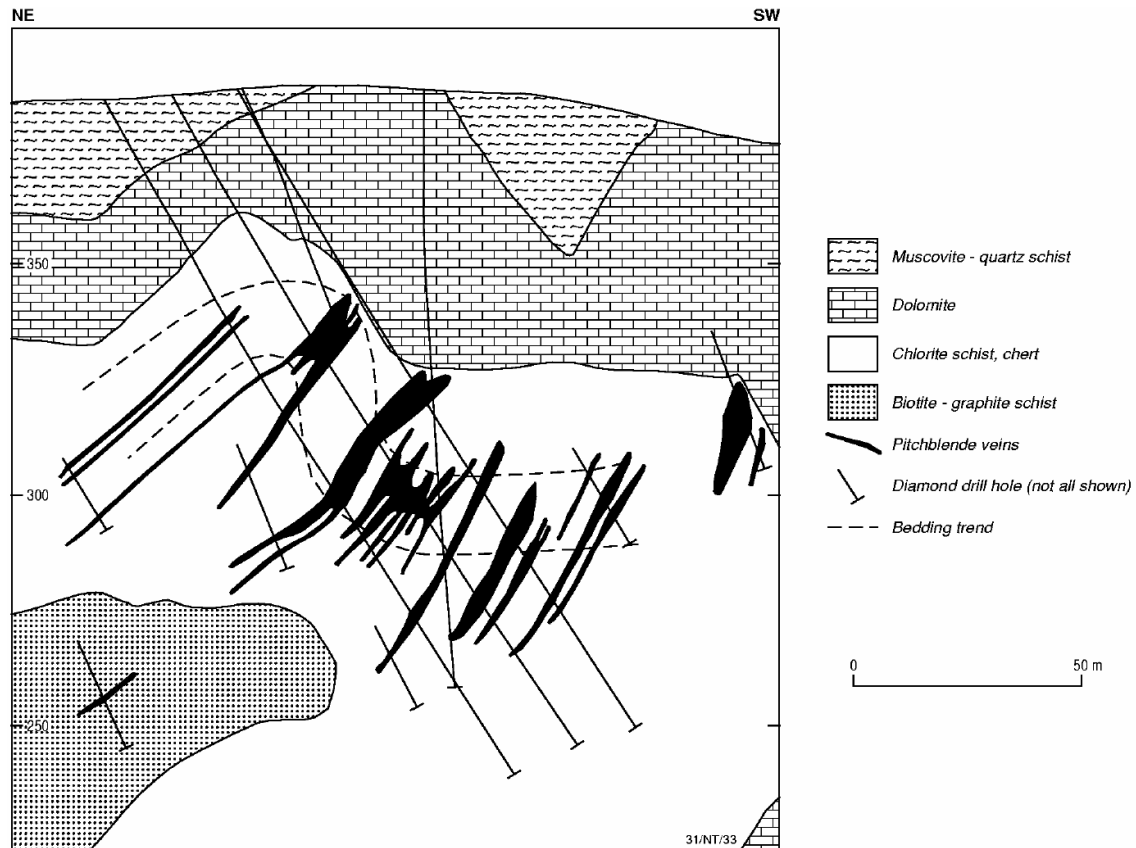 NE
SW
350
300
250
31/NT/33
Muscovite - quartz schist
Dolomite
Chlorite schist, chert
Biotite - graphite schist
Pitchblende veins
Diamond drill hole (not all shown)
Bedding trend
0
50 m